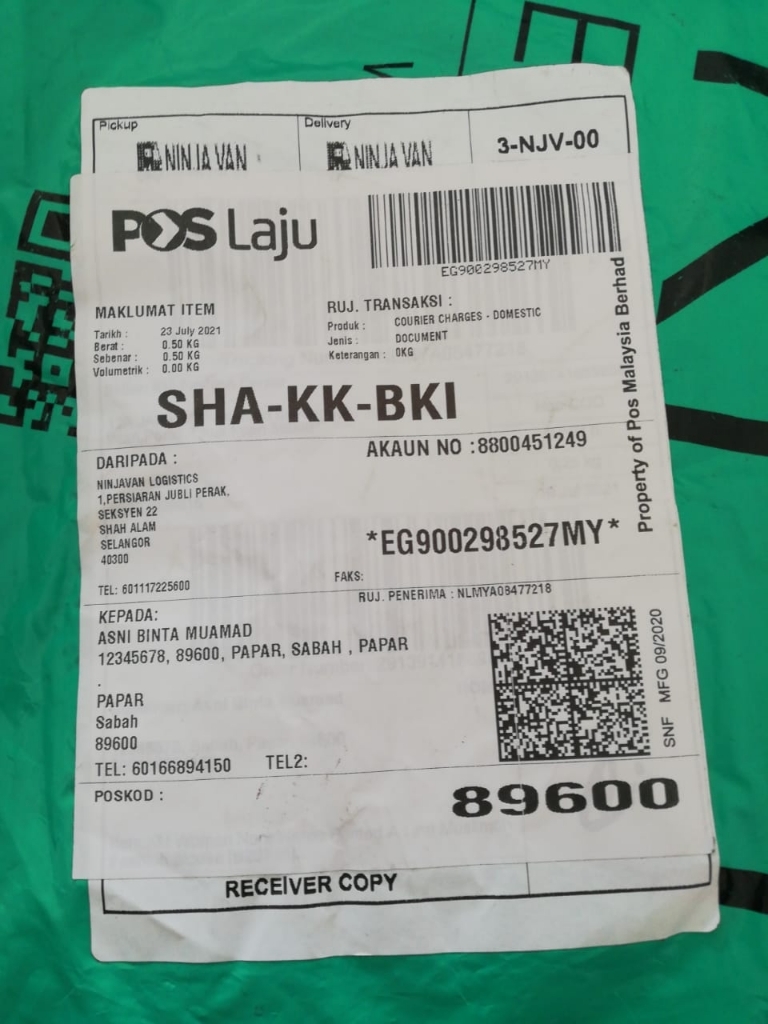 Pickup
Delivery
NINJA VAN
NINJA VAN
3-NJV-00
POS Laju
EG900298527MY
MAKLUMAT ITEM
Tarikh : 23 July 2021
Berat : 0.50 KG
Sebenar : 0.50 KG
Volumetrik : 0.00 KG
RUJ. TRANSAKSI :
Produk : COURIER CHARGES - DOMESTIC
Jenis : DOCUMENT
Keterangan : 0KG
Property of Pos Malaysia Berhad
SHA-KK-BKI
DARIPADA :
AKAUN NO :8800451249
NINJAVAN LOGISTICS
1,PERSIARAN JUBLI PERAK,
SEKSYEN 22
SHAH ALAM
SELANGOR
40300
*EG900298527MY*
TEL: 601117225600
FAKS:
RUJ. PENERIMA : NLMYA08477218
KEPADA:
ASNI BINTA MUAMAD
12345678, 89600, PAPAR, SABAH , PAPAR
.
PAPAR
Sabah
89600
TEL: 60166894150 TEL2:
SNF MFG 09/2020
POSKOD :
89600
RECEIVER COPY